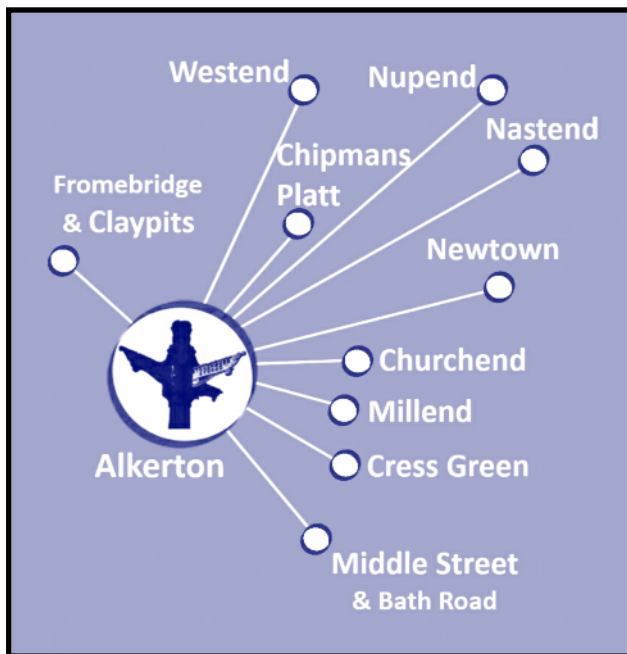 Westend
Nupend
Nastend
Chipmans
Platt
Fromebridge
& Claypits
Newtown
Churchend
Millend
Alkerton
Cress Green
Middle Street
& Bath Road